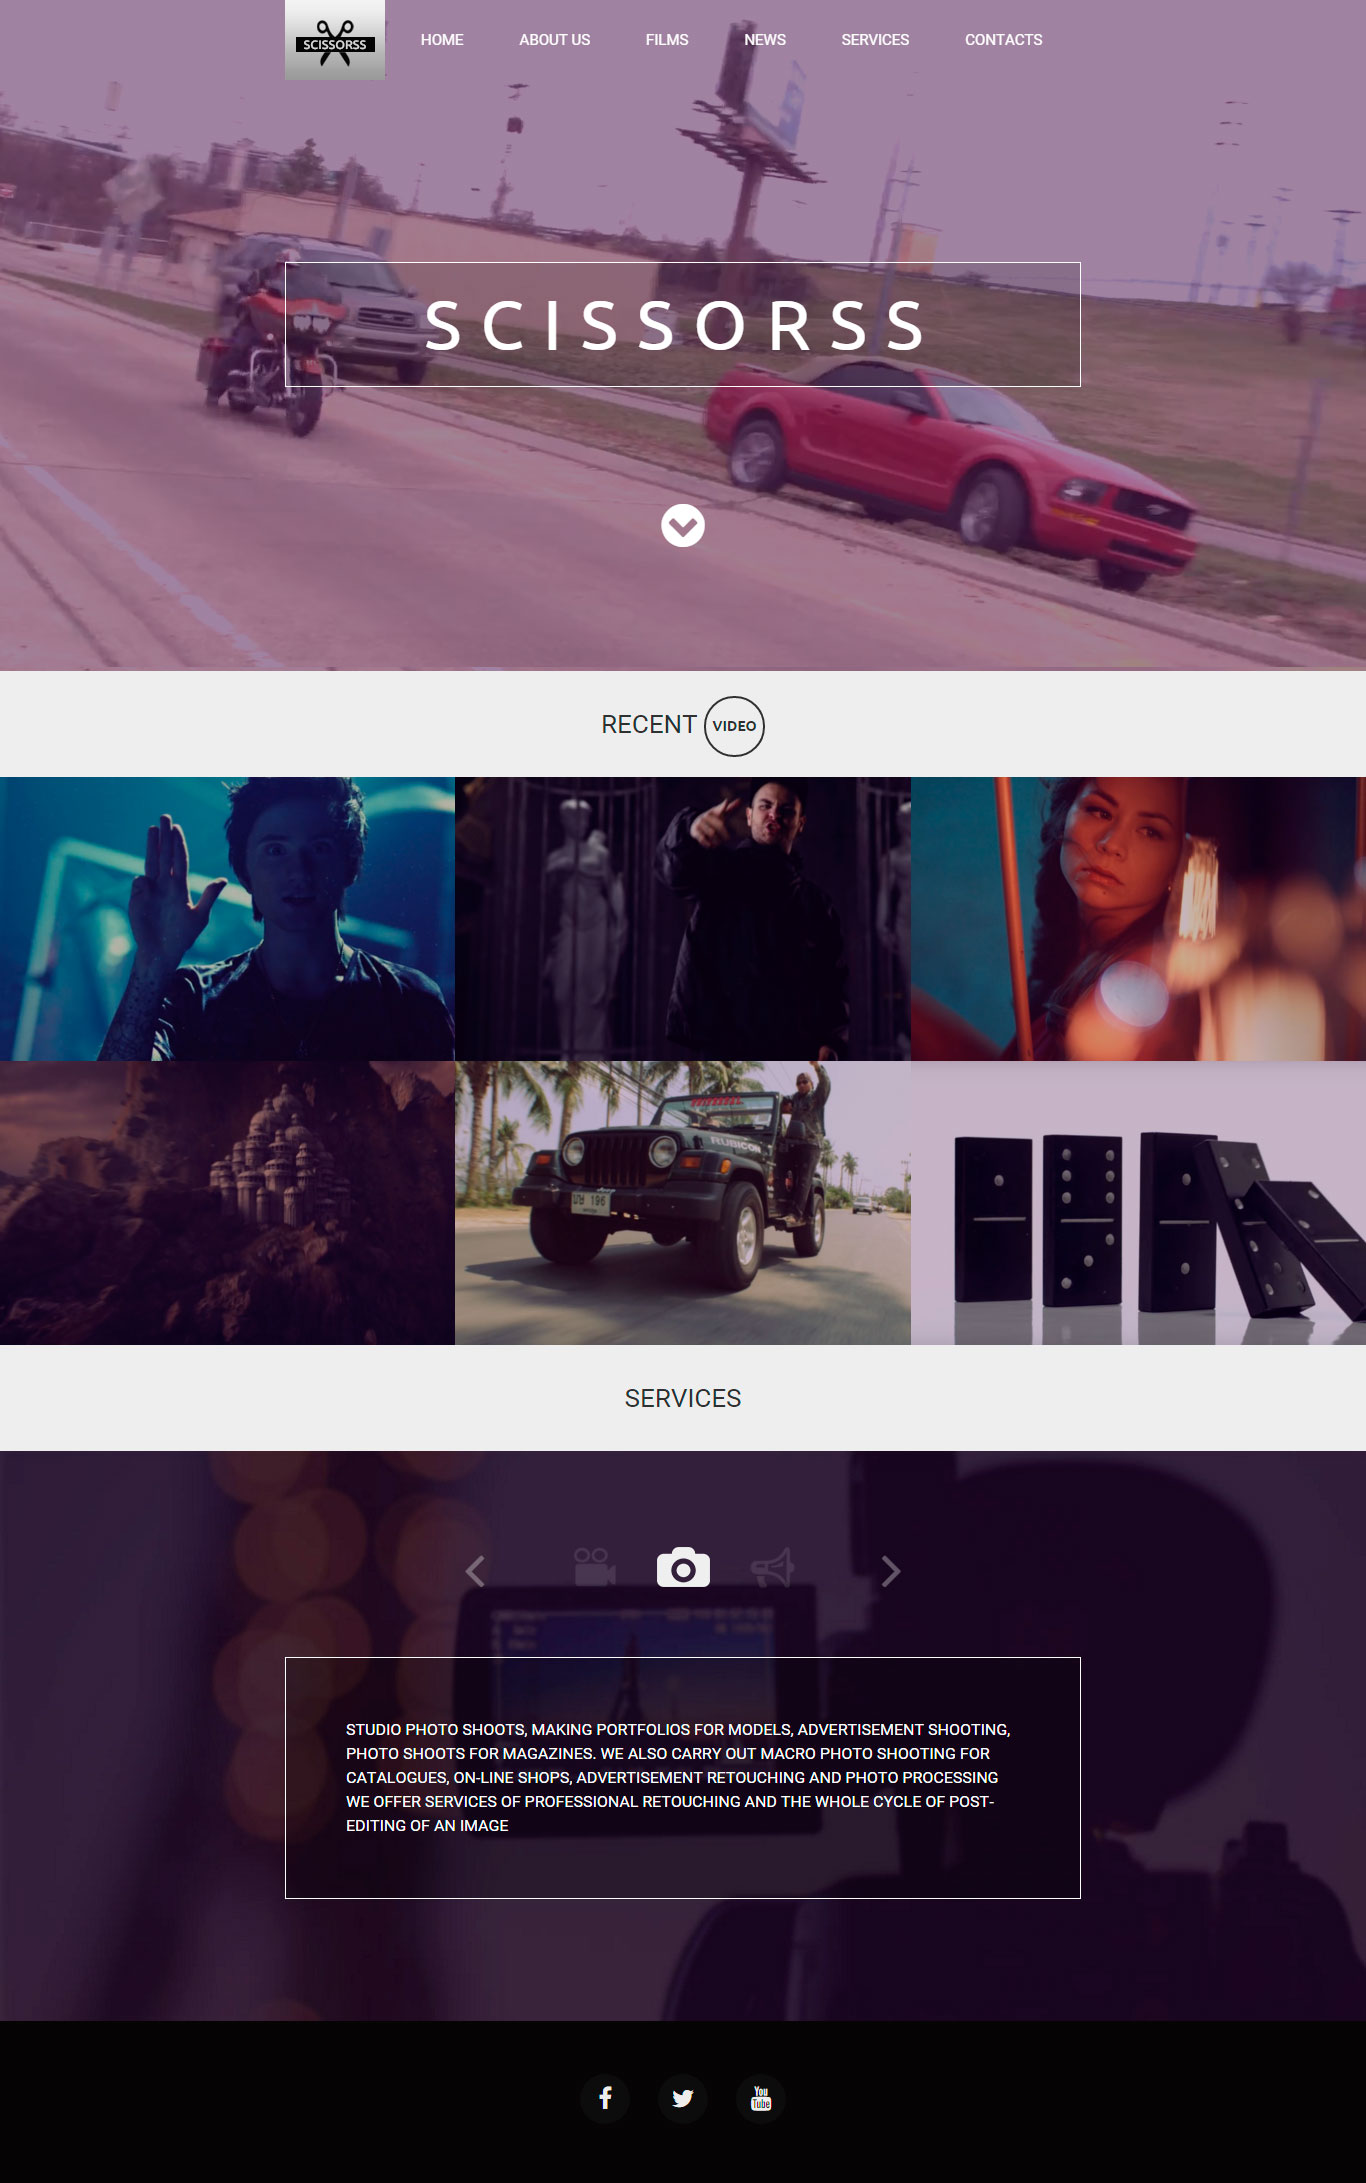 SCISSORSS
HOME
ABOUT US
FILMS
NEWS
SERVICES
CONTACTS
SCISSORSS
RECENT VIDEO
RUBICON
SERVICES
STUDIO PHOTO SHOOTS, MAKING PORTFOLIOS FOR MODELS, ADVERTISEMENT SHOOTING,
PHOTO SHOOTS FOR MAGAZINES. WE ALSO CARRY OUT MACRO PHOTO SHOOTING FOR
CATALOGUES, ON-LINE SHOPS, ADVERTISEMENT RETOUCHING AND PHOTO PROCESSING
WE OFFER SERVICES OF PROFESSIONAL RETOUCHING AND THE WHOLE CYCLE OF POST-
EDITING OF AN IMAGE
You
Tube